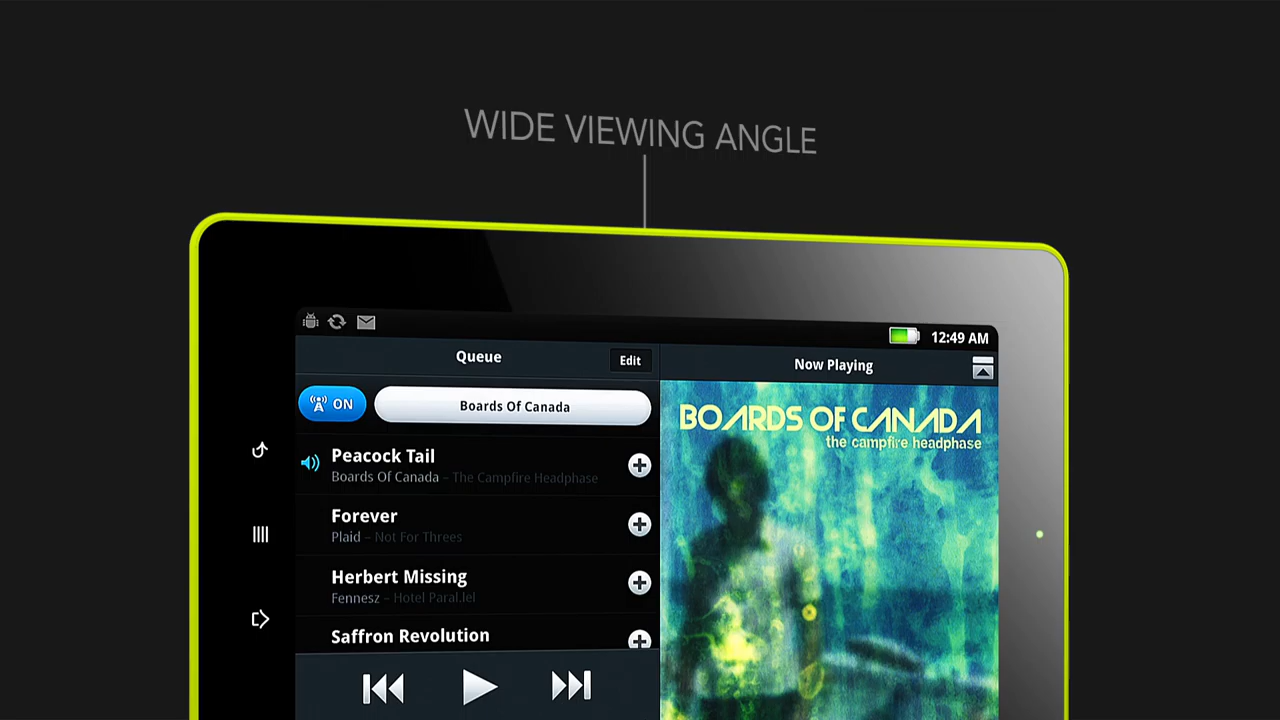 WIDE VIEWING ANGLE
12:49 AM
Queue
Edit
Now Playing
ON
Boards Of Canada
BOARDS OF CANADA
the campfire headphase
Peacock Tail
Boards Of Canada – The Campfire Headphase
Forever
Plaid – Not For Threes
Herbert Missing
Fennesz – Hotel Paral.lel
Saffron Revolution